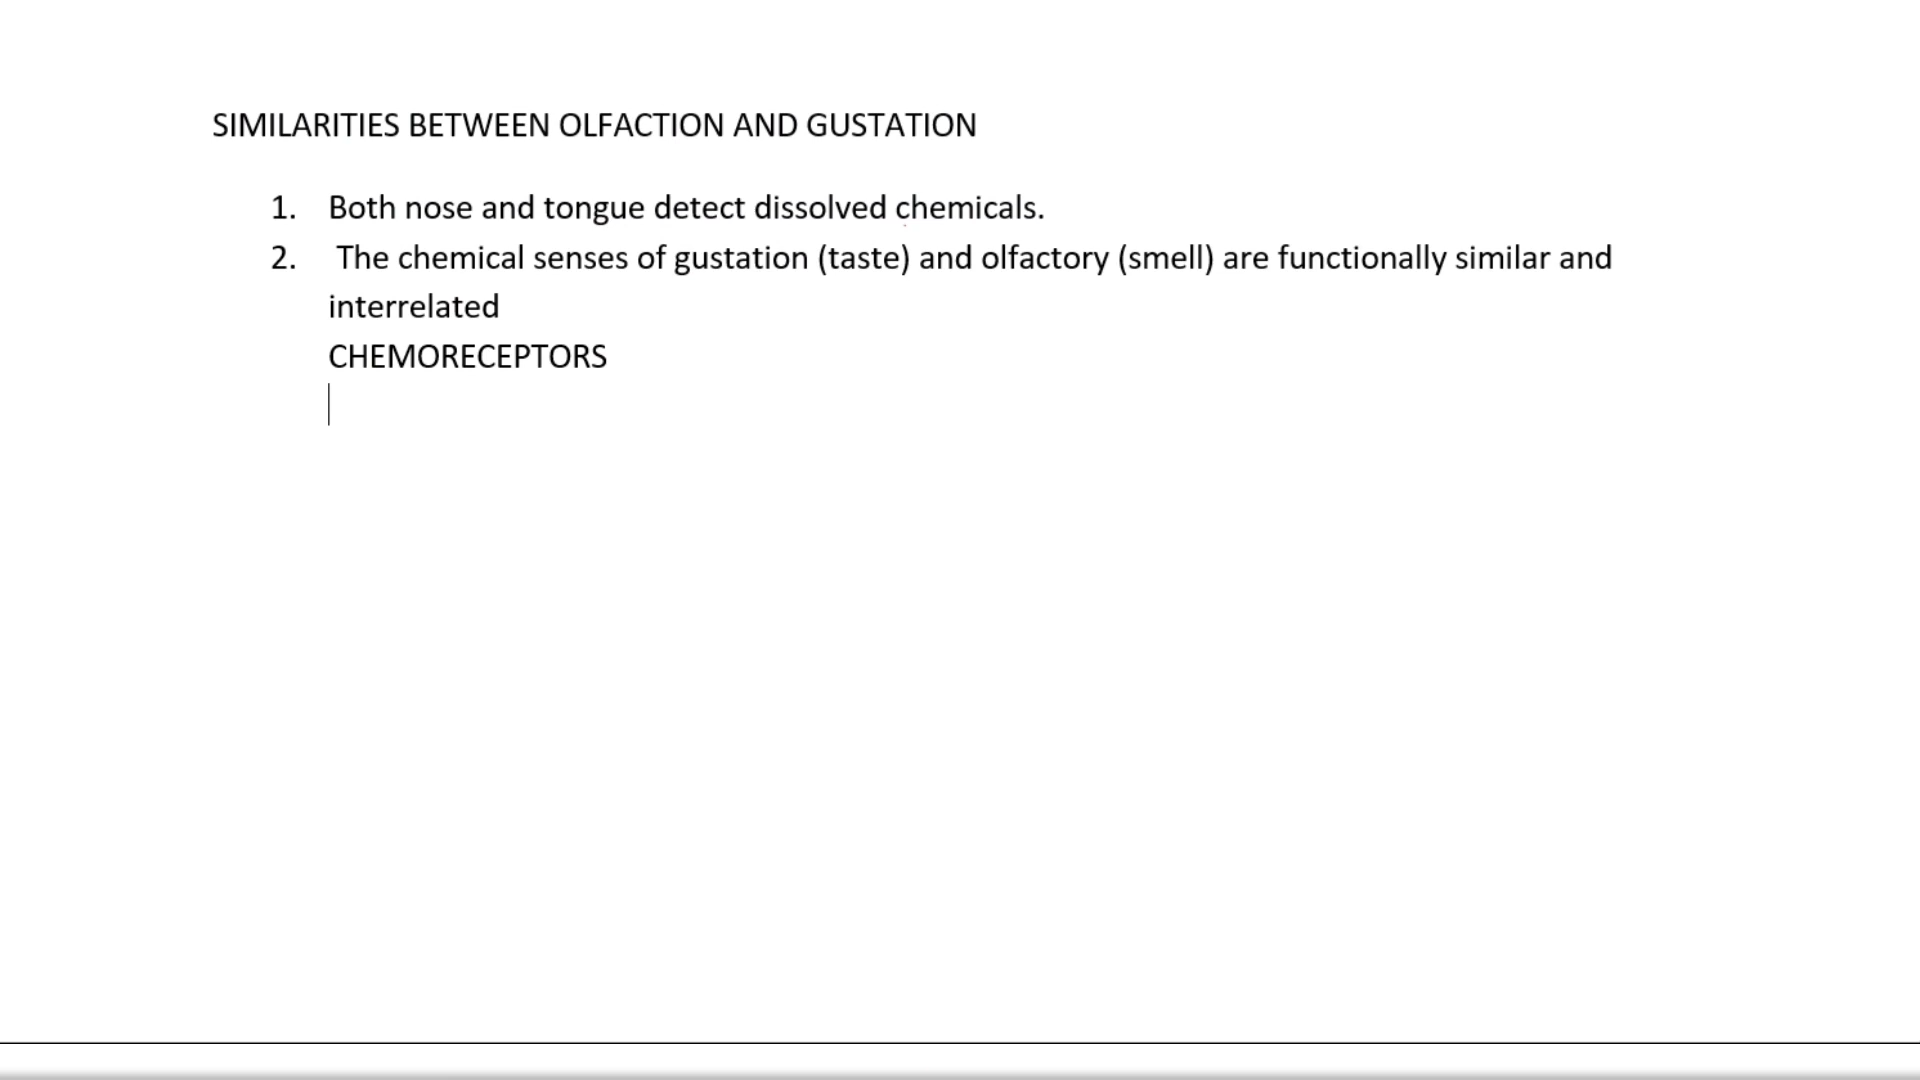 SIMILARITIES BETWEEN OLFACTION AND GUSTATION
1. Both nose and tongue detect dissolved chemicals.
2. The chemical senses of gustation (taste) and olfactory (smell) are functionally similar and
interrelated
CHEMORECEPTORS